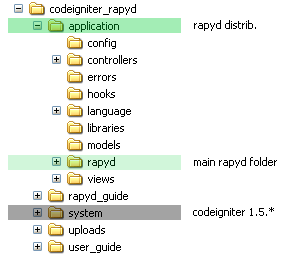 codeigniter_rapyd
application rapyd distrib.
config
controllers
errors
hooks
language
libraries
models
rapyd main rapyd folder
views
rapyd_guide
system codeigniter 1.5.*
uploads
user_guide